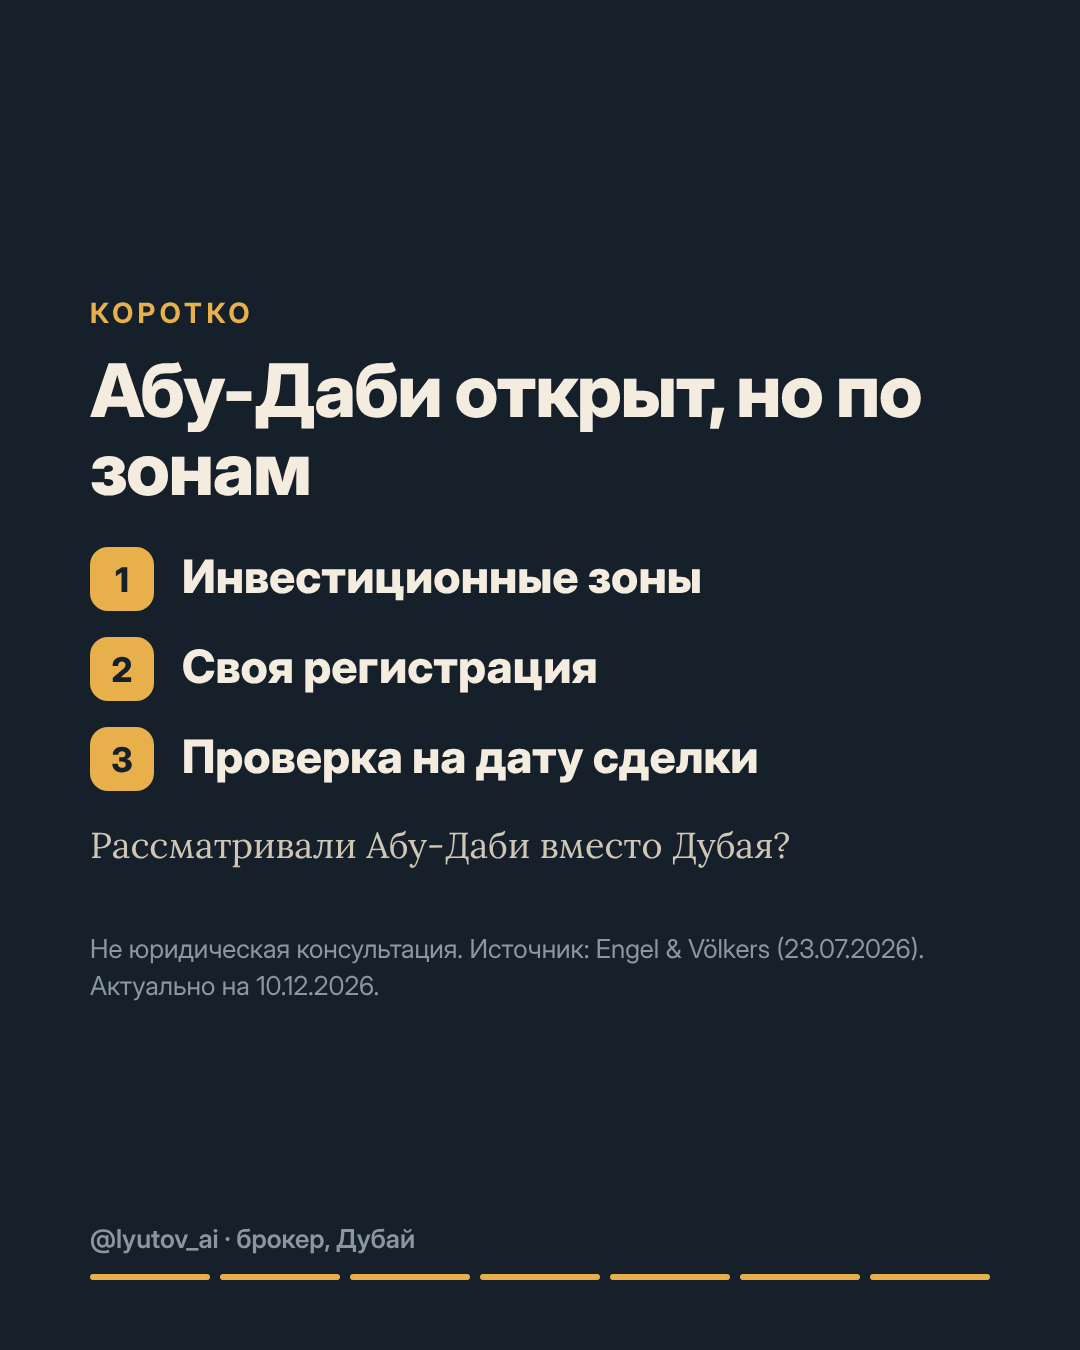 КОРОТКО
Абу-Даби открыт, но по
зонам
1 Инвестиционные зоны
2 Своя регистрация
3 Проверка на дату сделки
Рассматривали Абу-Даби вместо Дубая?
Не юридическая консультация. Источник: Engel & Völkers (23.07.2026).
Актуально на 10.12.2026.
@lyutov_ai · брокер, Дубай